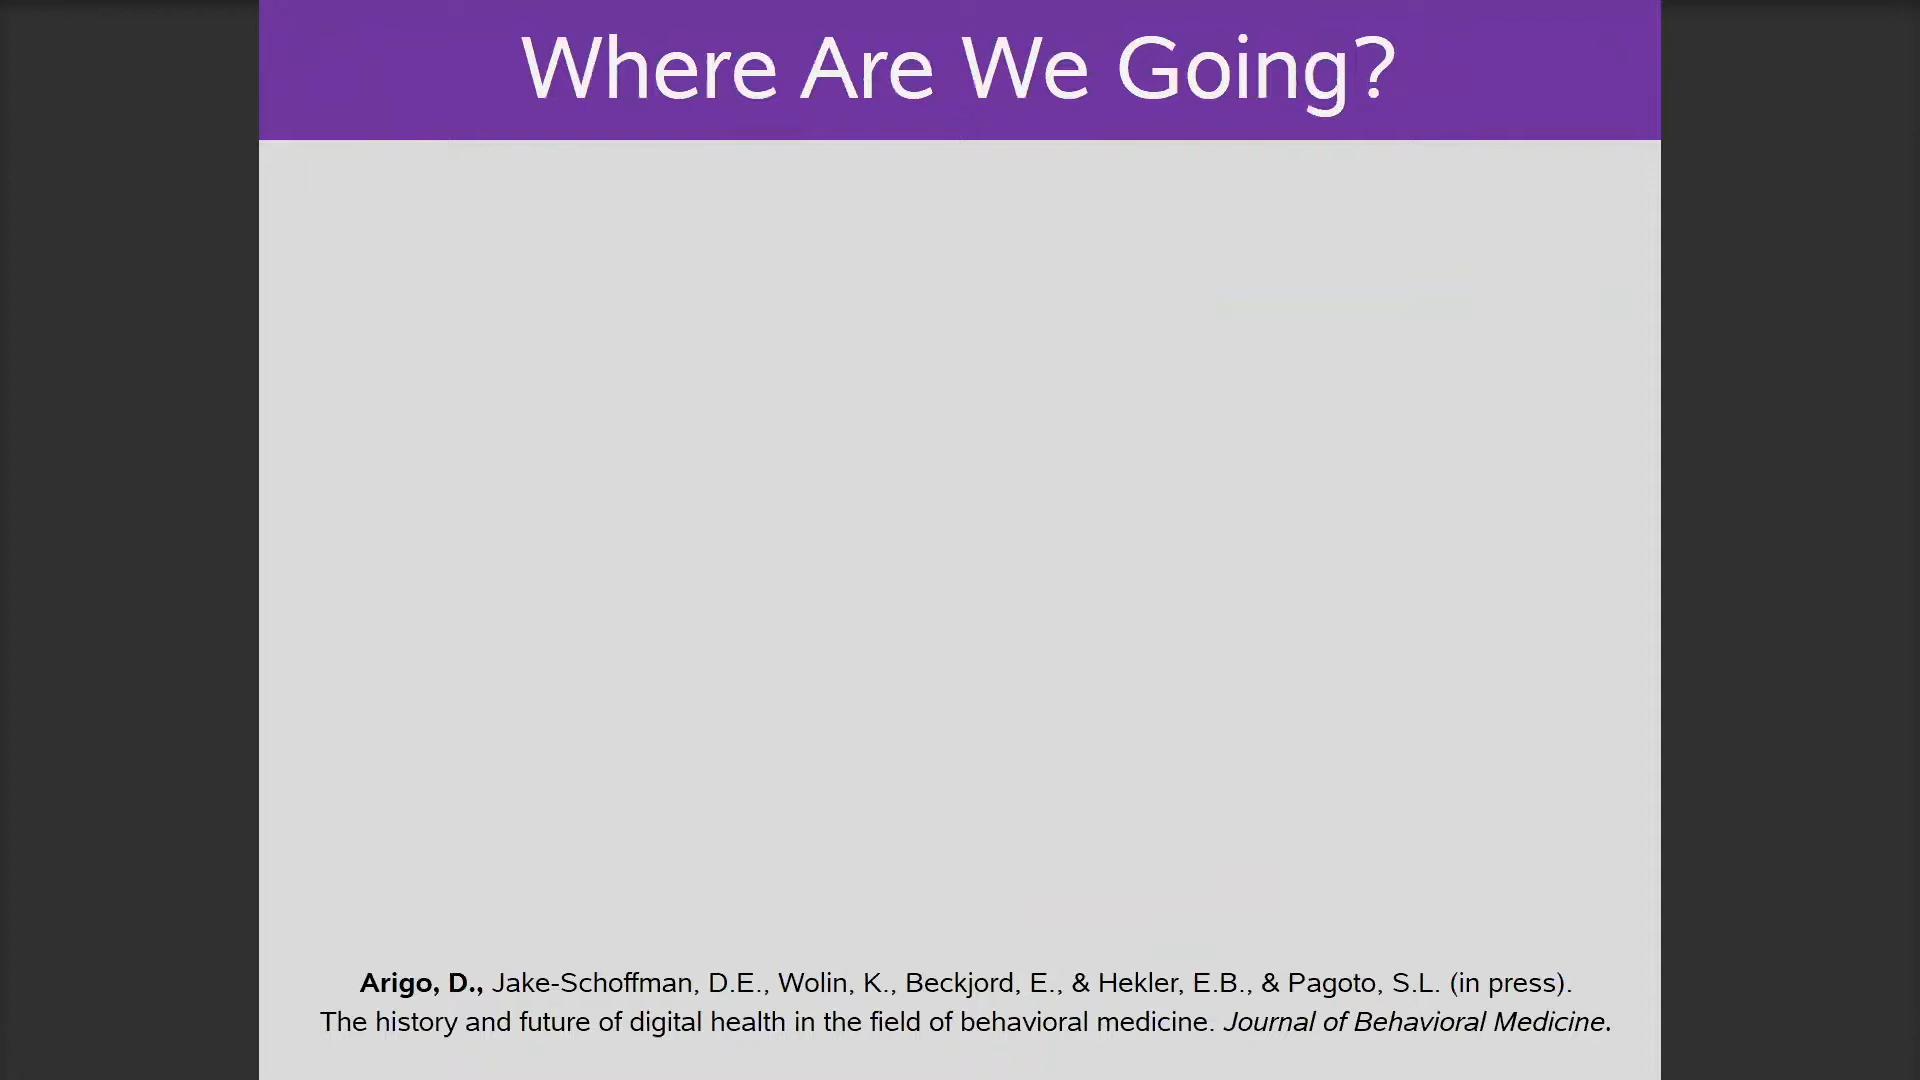 Where Are We Going?
Arigo, D., Jake-Schoffman, D.E., Wolin, K., Beckjord, E., & Hekler, E.B., & Pagoto, S.L. (in press).
The history and future of digital health in the field of behavioral medicine. Journal of Behavioral Medicine.